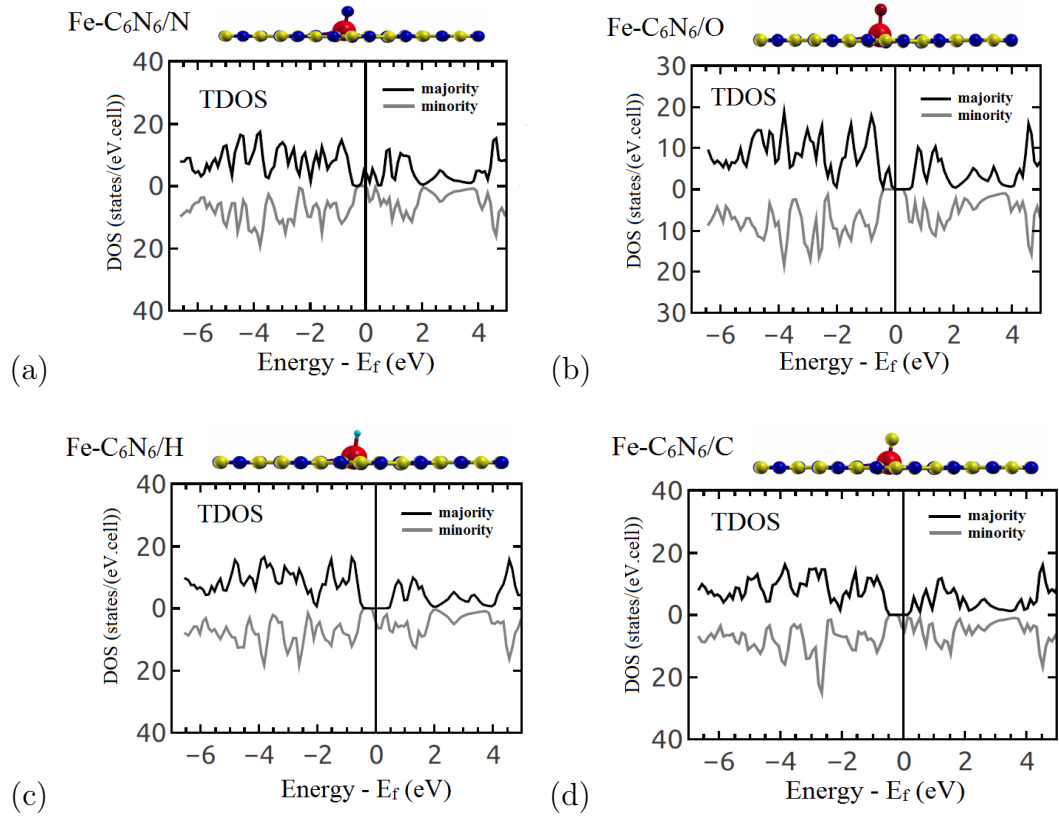 Fe-C₆N₆/N
40
20
0
20
40
DOS (states/(eV.cell))
TDOS
majority
minority
−6 −4 −2 0 2 4
Energy - E_f (eV)
(a)
Fe-C₆N₆/O
30
20
10
0
10
20
30
DOS (states/(eV.cell))
TDOS
majority
minority
−6 −4 −2 0 2 4
Energy - E_f (eV)
(b)
Fe-C₆N₆/H
40
20
0
20
40
DOS (states/(eV.cell))
TDOS
majority
minority
−6 −4 −2 0 2 4
Energy - E_f (eV)
(c)
Fe-C₆N₆/C
40
20
0
20
40
DOS (states/(eV.cell))
TDOS
majority
minority
−6 −4 −2 0 2 4
Energy - E_f (eV)
(d)